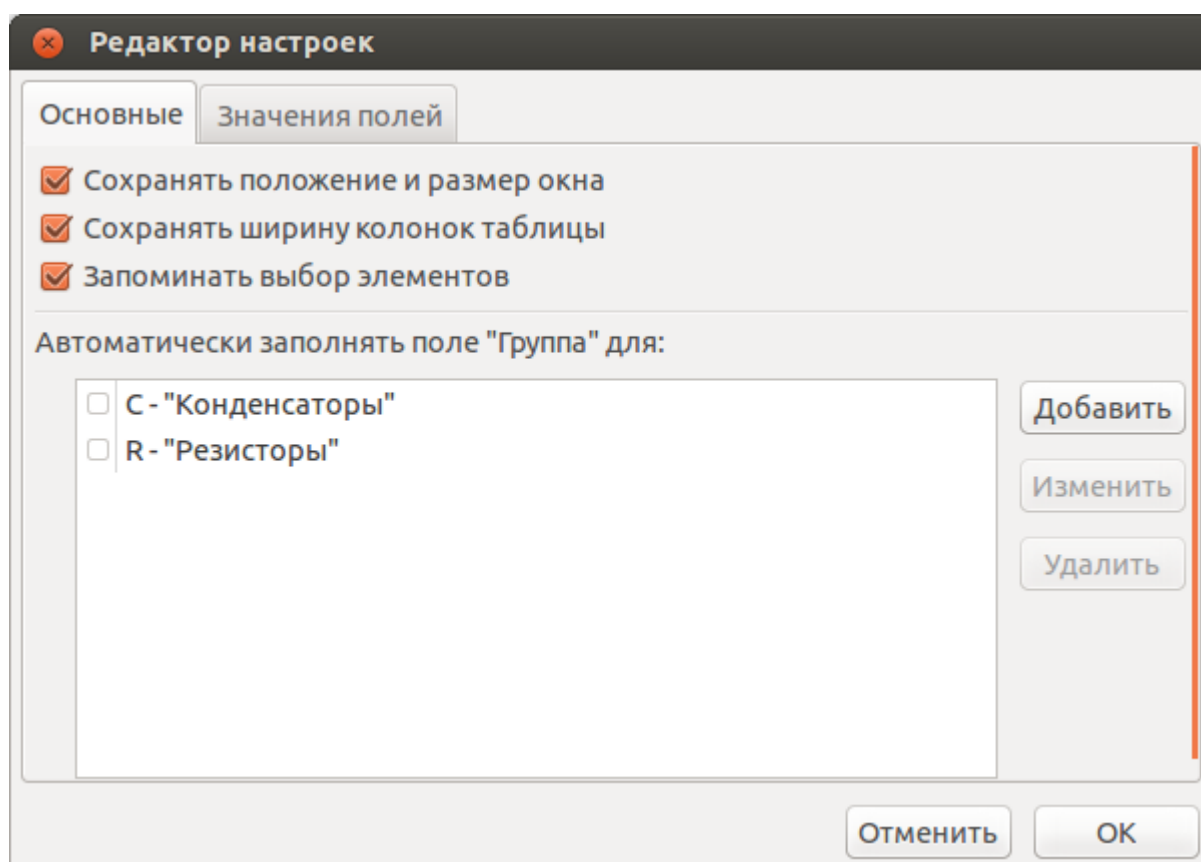 Редактор настроек
Основные Значения полей
Сохранять положение и размер окна
Сохранять ширину колонок таблицы
Запоминать выбор элементов
Автоматически заполнять поле "Группа" для:
C - "Конденсаторы"
R - "Резисторы"
Добавить
Изменить
Удалить
Отменить OK